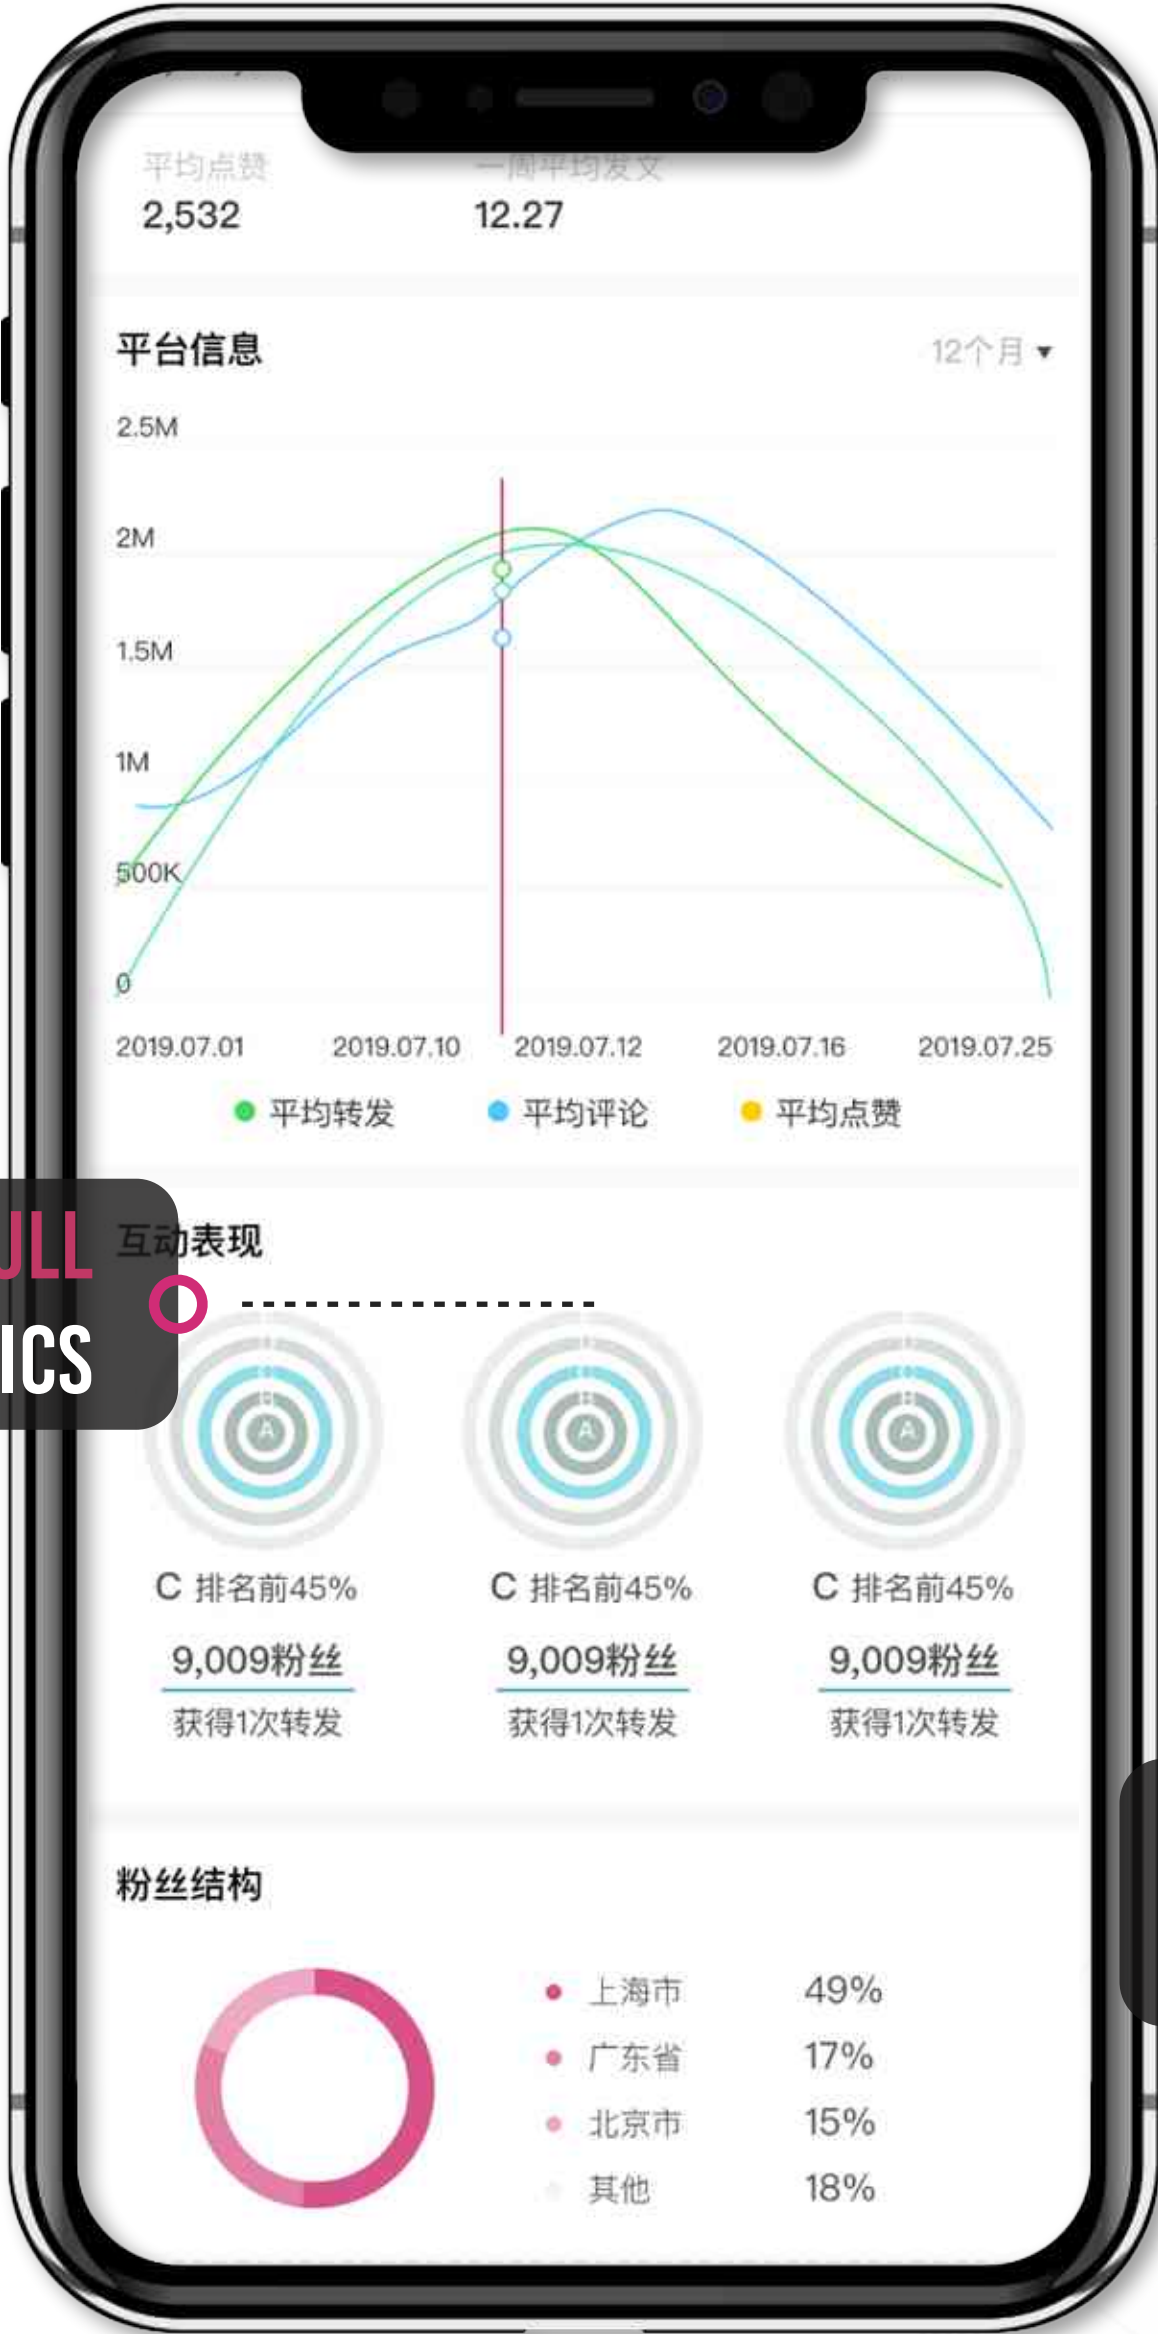 平均点赞 一周平均发文
2,532 12.27
平台信息 12个月
2.5M
2M
1.5M
1M
500K
0
2019.07.01 2019.07.10 2019.07.12 2019.07.16 2019.07.25
平均转发 平均评论 平均点赞
ULL
ICS
互动表现
A A A
C 排名前45% C 排名前45% C 排名前45%
9,009粉丝 9,009粉丝 9,009粉丝
获得1次转发 获得1次转发 获得1次转发
粉丝结构
上海市 49%
广东省 17%
北京市 15%
其他 18%